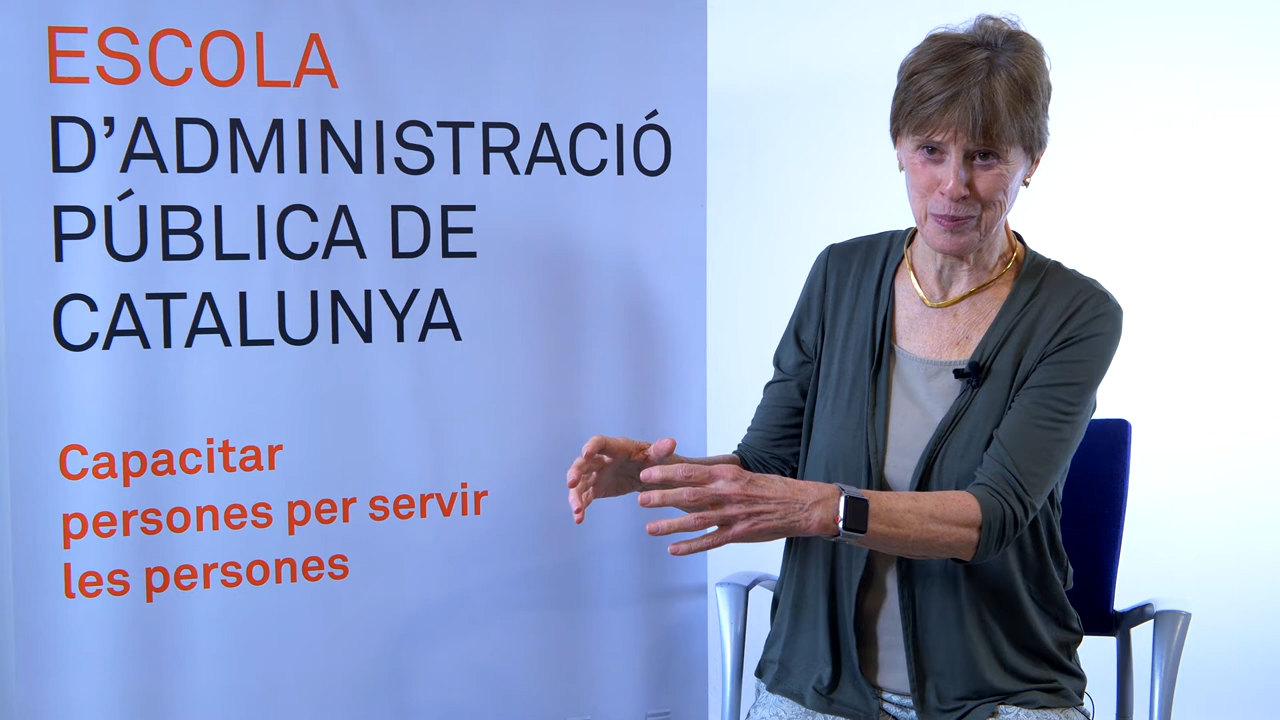 ESCOLA
D’ADMINISTRACIÓ
PÚBLICA DE
CATALUNYA
Capacitar
persones per servir
les persones